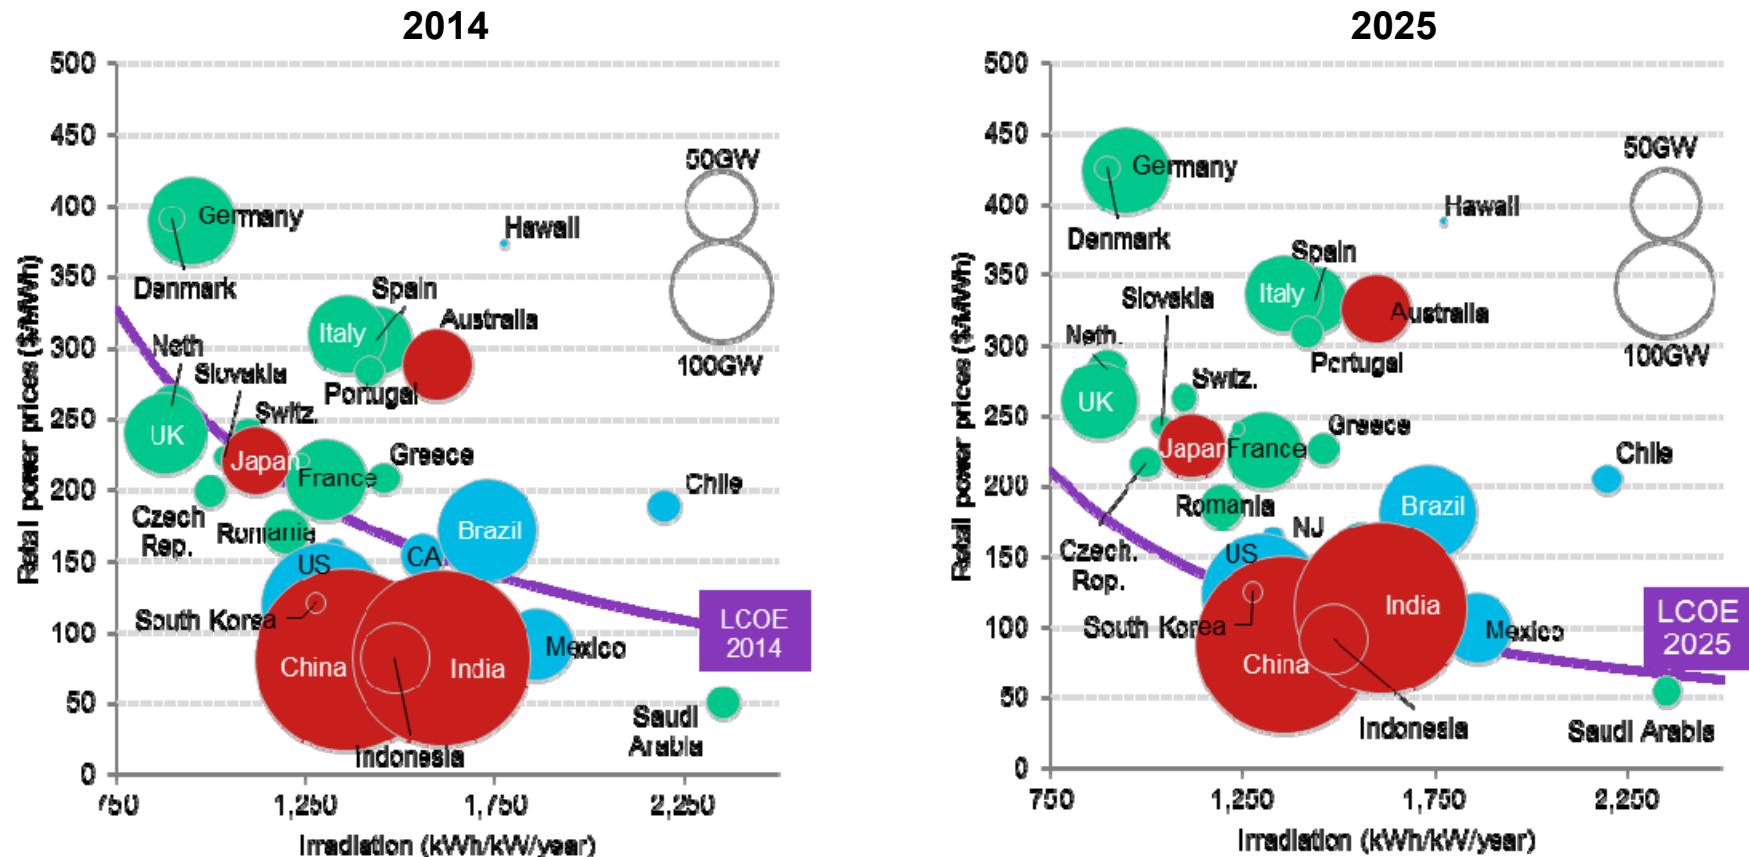 2014
500
450
400
350
300
250
200
150
100
50
0
Retail power prices ($/MWh)
750
1,250
1,750
2,250
Irradiation (kWh/kW/year)
Germany
Denmark
Hawaii
50GW
100GW
Spain
Italy
Australia
Portugal
Neth
Slovakia
Switz.
UK
Japan
France
Greece
Czech
Rep.
Romania
US
CA
Brazil
Chile
South Korea
China
India
Mexico
Indonesia
Saudi
Arabia
LCOE
2014
2025
500
450
400
350
300
250
200
150
100
50
0
Retail power prices ($/MWh)
750
1,250
1,750
2,250
Irradiation (kWh/kW/year)
Germany
Denmark
Hawaii
50GW
100GW
Spain
Italy
Slovakia
Australia
Neth.
Portugal
Switz.
UK
Japan
France
Greece
Chile
Romania
Brazil
NJ
Czech.
Rep.
US
India
South Korea
China
Mexico
Indonesia
Saudi Arabia
LCOE
2025